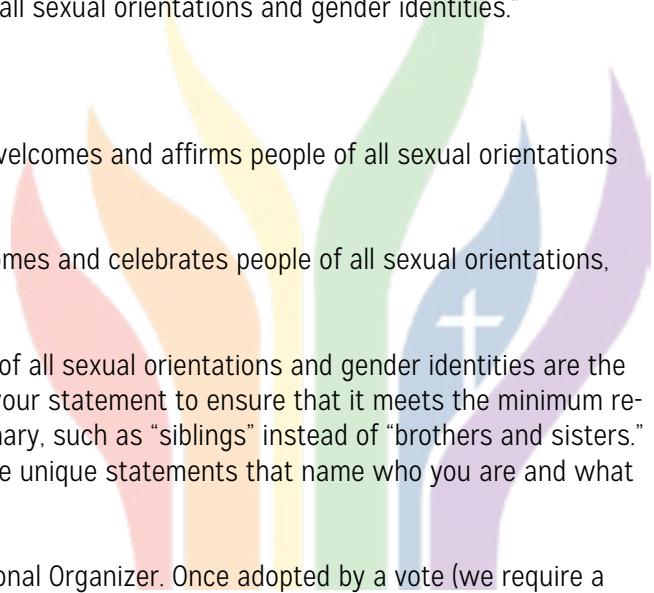 all sexual orientations and gender identities.”
welcomes and affirms people of all sexual orientations
omes and celebrates people of all sexual orientations,
of all sexual orientations and gender identities are the
your statement to ensure that it meets the minimum re-
nary, such as “siblings” instead of “brothers and sisters.”
e unique statements that name who you are and what
onal Organizer. Once adopted by a vote (we require a